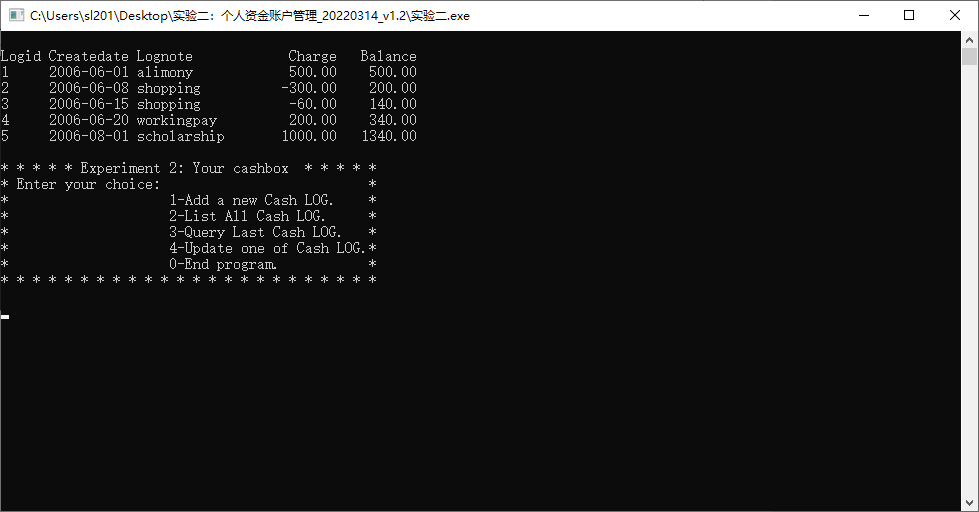 C:\Users\sl201\Desktop\实验二：个人资金账户管理_20220314_v1.2\实验二.exe
Logid Createdate Lognote Charge Balance
1 2006-06-01 alimony 500.00 500.00
2 2006-06-08 shopping -300.00 200.00
3 2006-06-15 shopping -60.00 140.00
4 2006-06-20 workingpay 200.00 340.00
5 2006-08-01 scholarship 1000.00 1340.00
* * * * * Experiment 2: Your cashbox * * * * *
* Enter your choice: *
* 1-Add a new Cash LOG. *
* 2-List All Cash LOG. *
* 3-Query Last Cash LOG. *
* 4-Update one of Cash LOG.*
* 0-End program. *
* * * * * * * * * * * * * * * * * * * * * * * *